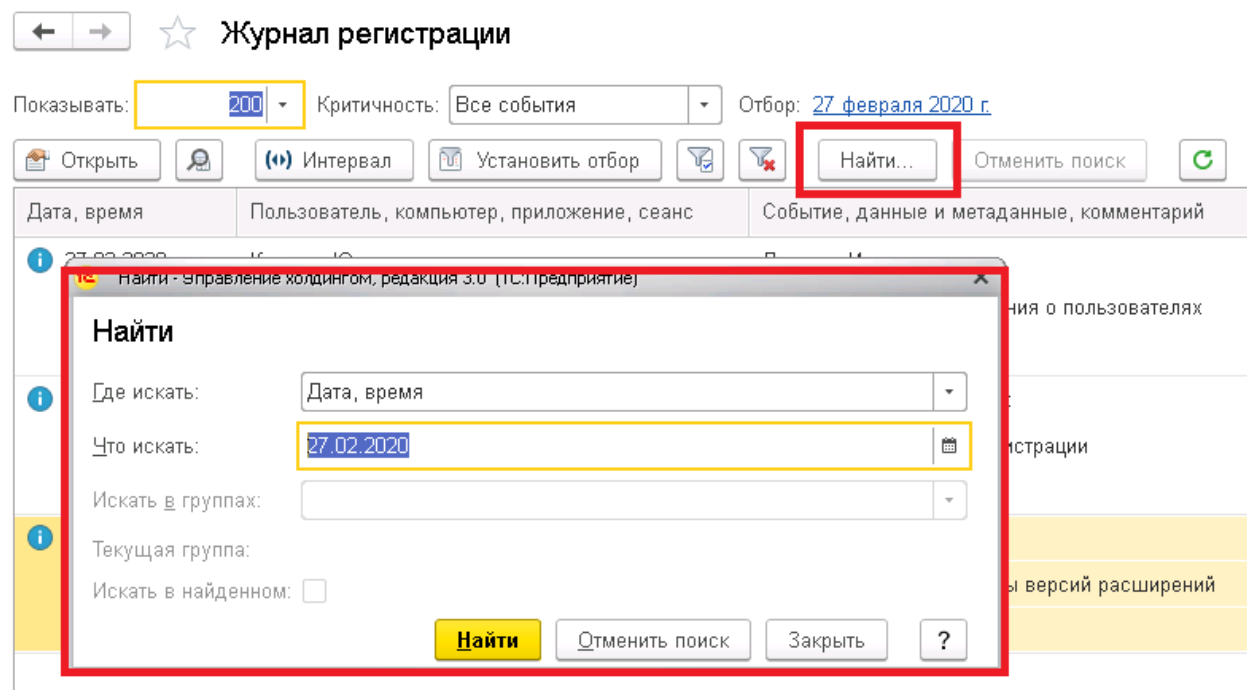 Журнал регистрации
Показывать: 200 Критичность: Все события Отбор: 27 февраля 2020 г.
Открыть Интервал Установить отбор Найти... Отменить поиск
Дата, время Пользователь, компьютер, приложение, сеанс Событие, данные и метаданные, комментарий
27.02.2020
Найти - Управление холдингом, редакция 3.0 (1С:Предприятие)
ния о пользователях
Найти
Где искать: Дата, время
Что искать: 27.02.2020
истрации
Искать в группах:
Текущая группа:
Искать в найденном:
ы версий расширений
Найти Отменить поиск Закрыть ?